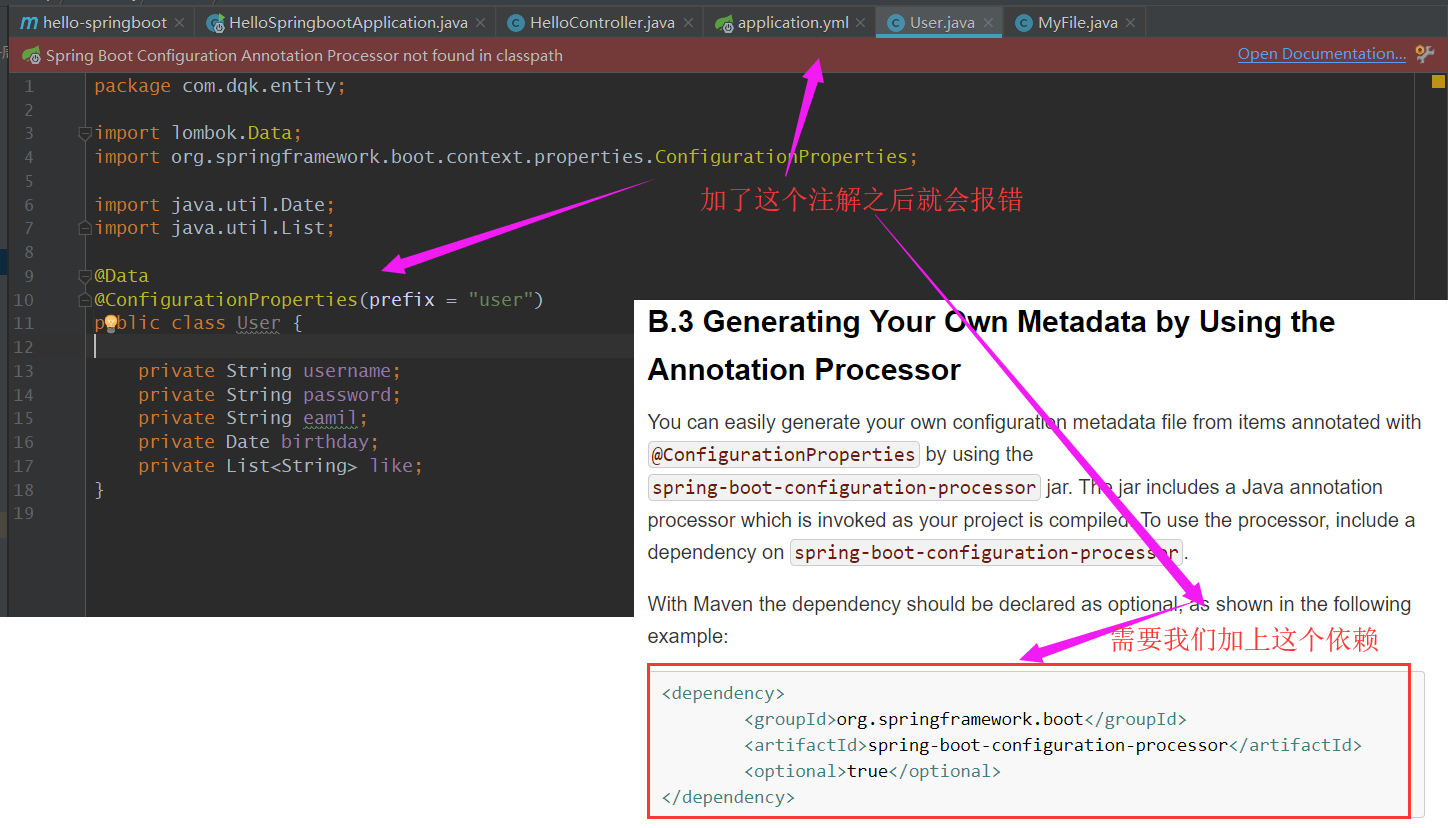 hello-springboot
HelloSpringbootApplication.java
HelloController.java
application.yml
User.java
MyFile.java
Spring Boot Configuration Annotation Processor not found in classpath
Open Documentation...
1 package com.dqk.entity;
2
3 import lombok.Data;
4 import org.springframework.boot.context.properties.ConfigurationProperties;
5
加了这个注解之后就会报错
6 import java.util.Date;
7 import java.util.List;
8
9 @Data
10 @ConfigurationProperties(prefix = "user")
11 public class User {
12
13 private String username;
14 private String password;
15 private String eamil;
16 private Date birthday;
17 private List<String> like;
18 }
19
B.3 Generating Your Own Metadata by Using the
Annotation Processor
You can easily generate your own configuration metadata file from items annotated with
@ConfigurationProperties by using the
spring-boot-configuration-processor jar. The jar includes a Java annotation
processor which is invoked as your project is compiled. To use the processor, include a
dependency on spring-boot-configuration-processor.
With Maven the dependency should be declared as optional, as shown in the following
example:
需要我们加上这个依赖
<dependency>
<groupId>org.springframework.boot</groupId>
<artifactId>spring-boot-configuration-processor</artifactId>
<optional>true</optional>
</dependency>